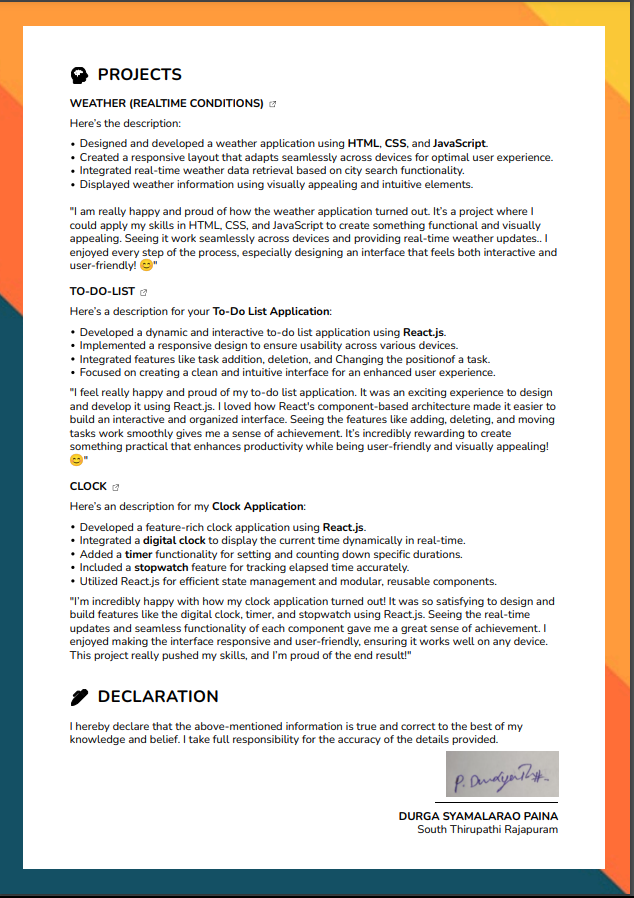 PROJECTS
WEATHER (REALTIME CONDITIONS)
Here's the description:
• Designed and developed a weather application using HTML, CSS, and JavaScript.
• Created a responsive layout that adapts seamlessly across devices for optimal user experience.
• Integrated real-time weather data retrieval based on city search functionality.
• Displayed weather information using visually appealing and intuitive elements.
"I am really happy and proud of how the weather application turned out. It's a project where I
could apply my skills in HTML, CSS, and JavaScript to create something functional and visually
appealing. Seeing it work seamlessly across devices and providing real-time weather updates.. I
enjoyed every step of the process, especially designing an interface that feels both interactive and
user-friendly! 😊"
TO-DO-LIST
Here's a description for your To-Do List Application:
• Developed a dynamic and interactive to-do list application using React.js.
• Implemented a responsive design to ensure usability across various devices.
• Integrated features like task addition, deletion, and Changing the positionof a task.
• Focused on creating a clean and intuitive interface for an enhanced user experience.
"I feel really happy and proud of my to-do list application. It was an exciting experience to design
and develop it using React.js. I loved how React's component-based architecture made it easier to
build an interactive and organized interface. Seeing the features like adding, deleting, and moving
tasks work smoothly gives me a sense of achievement. It's incredibly rewarding to create
something practical that enhances productivity while being user-friendly and visually appealing!
😊"
CLOCK
Here's an description for my Clock Application:
• Developed a feature-rich clock application using React.js.
• Integrated a digital clock to display the current time dynamically in real-time.
• Added a timer functionality for setting and counting down specific durations.
• Included a stopwatch feature for tracking elapsed time accurately.
• Utilized React.js for efficient state management and modular, reusable components.
"I'm incredibly happy with how my clock application turned out! It was so satisfying to design and
build features like the digital clock, timer, and stopwatch using React.js. Seeing the real-time
updates and seamless functionality of each component gave me a great sense of achievement. I
enjoyed making the interface responsive and user-friendly, ensuring it works well on any device.
This project really pushed my skills, and I'm proud of the end result!"
DECLARATION
I hereby declare that the above-mentioned information is true and correct to the best of my
knowledge and belief. I take full responsibility for the accuracy of the details provided.
P.
DURGA SYAMALARAO PAINA
South Thirupathi Rajapuram